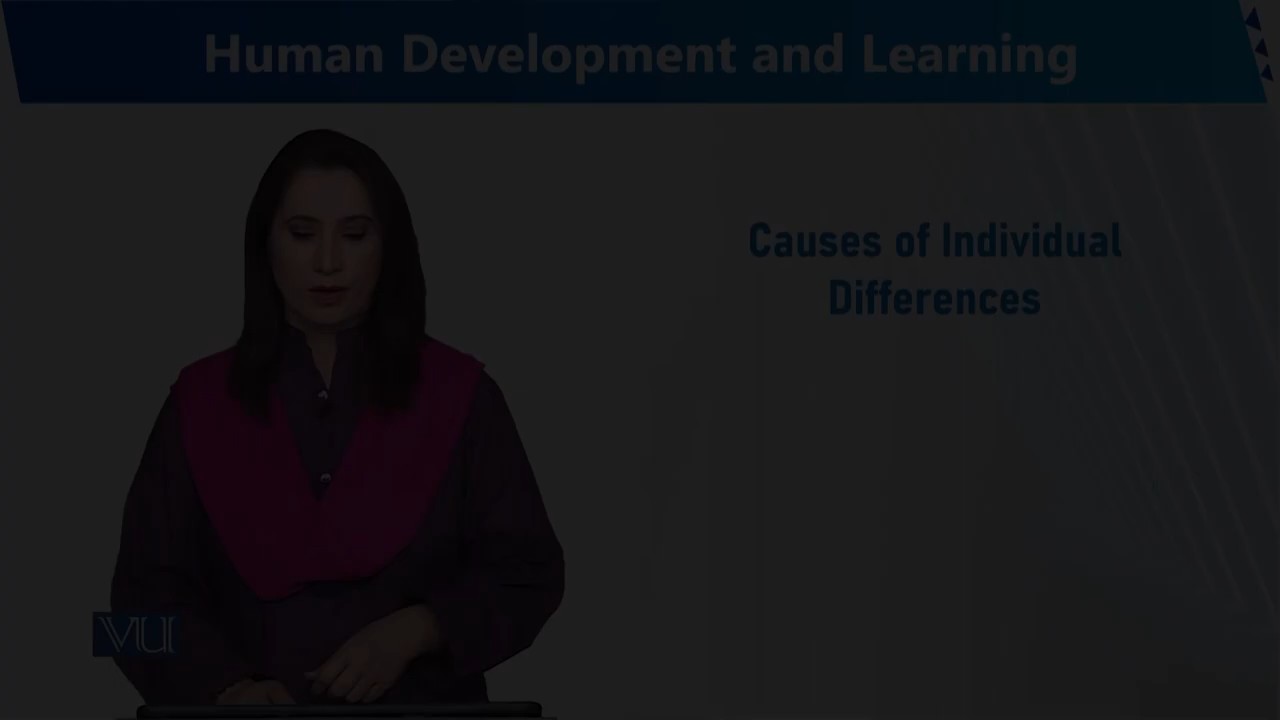 Human Development and Learning
Causes of Individual
Differences
VU